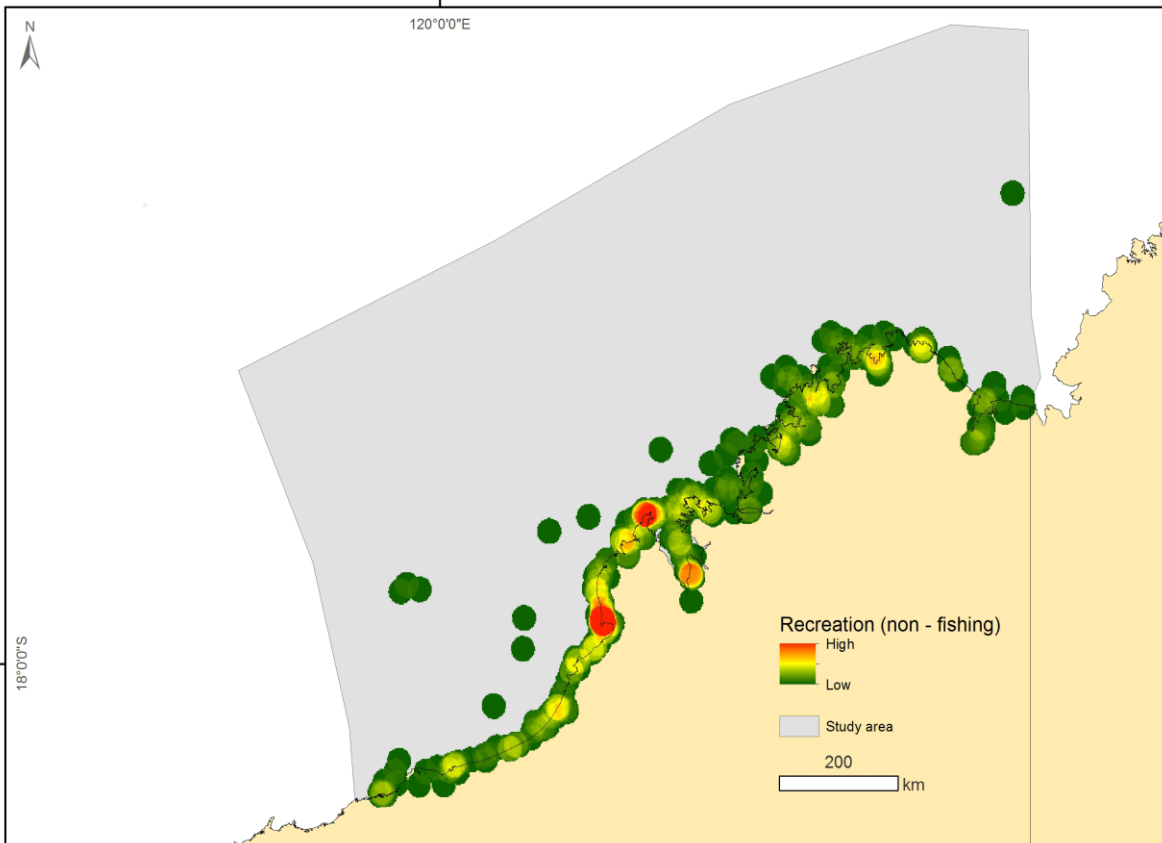 120°0'0"E
N
18°0'0"S
Recreation (non - fishing)
High
Low
Study area
200
km